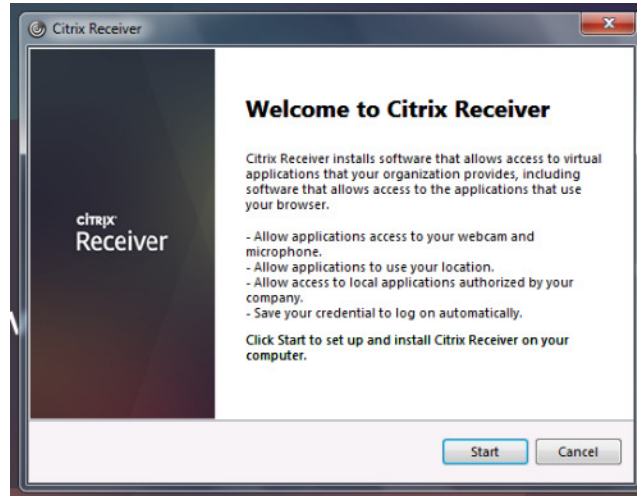 Citrix Receiver
x
Welcome to Citrix Receiver
Citrix Receiver installs software that allows access to virtual
applications that your organization provides, including
software that allows access to the applications that use
your browser.
- Allow applications access to your webcam and
microphone.
- Allow applications to use your location.
- Allow access to local applications authorized by your
company.
- Save your credential to log on automatically.
Click Start to set up and install Citrix Receiver on your
computer.
CITRIX
Receiver
Start
Cancel